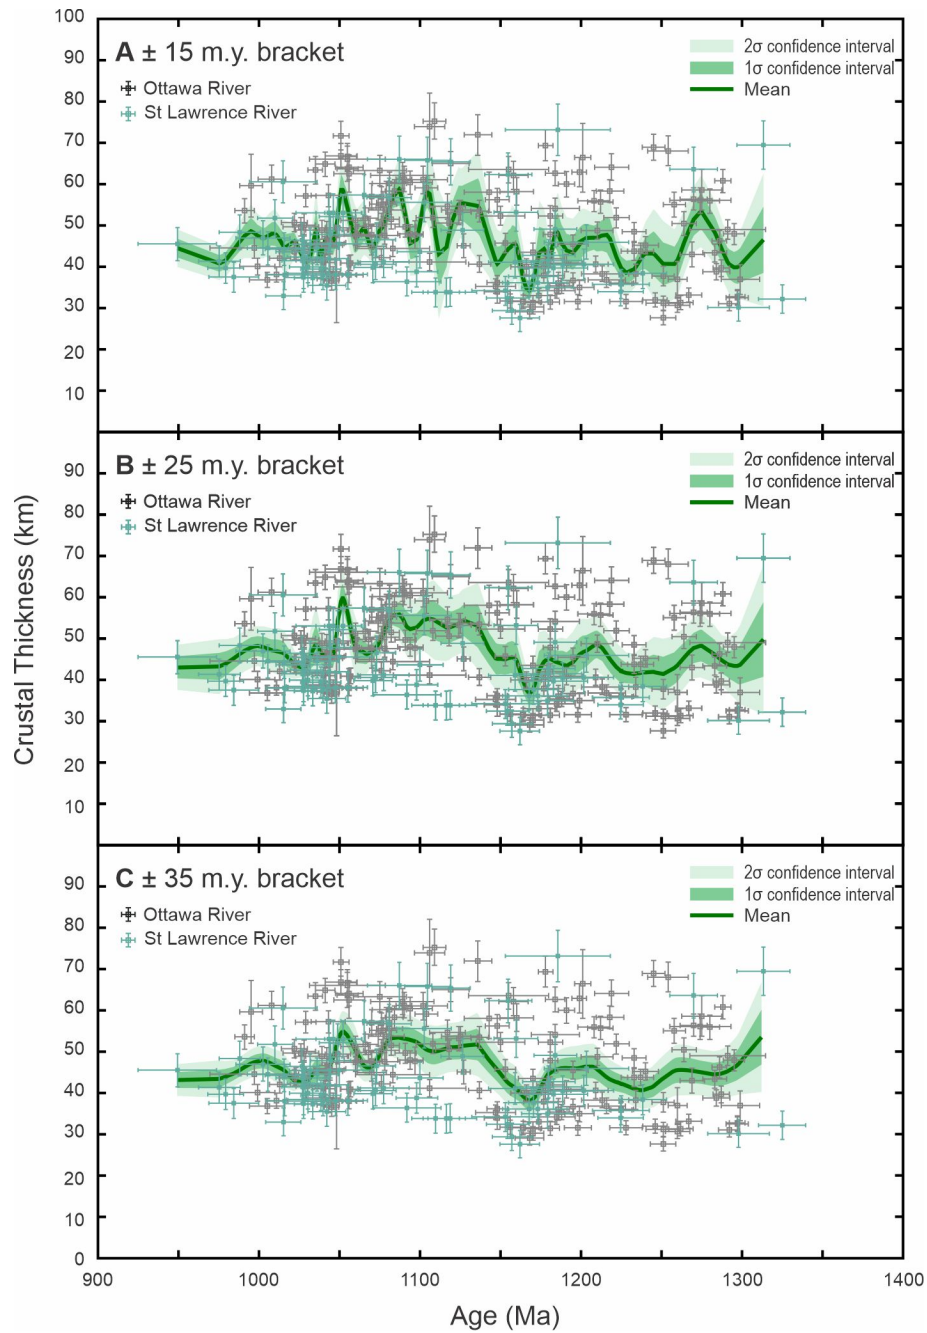 100
90
80
70
60
50
40
30
20
10
A ± 15 m.y. bracket
Ottawa River
St Lawrence River
2σ confidence interval
1σ confidence interval
Mean
90
80
70
60
50
40
30
20
10
B ± 25 m.y. bracket
Ottawa River
St Lawrence River
2σ confidence interval
1σ confidence interval
Mean
Crustal Thickness (km)
90
80
70
60
50
40
30
20
10
0
C ± 35 m.y. bracket
Ottawa River
St Lawrence River
2σ confidence interval
1σ confidence interval
Mean
900 1000 1100 1200 1300 1400
Age (Ma)